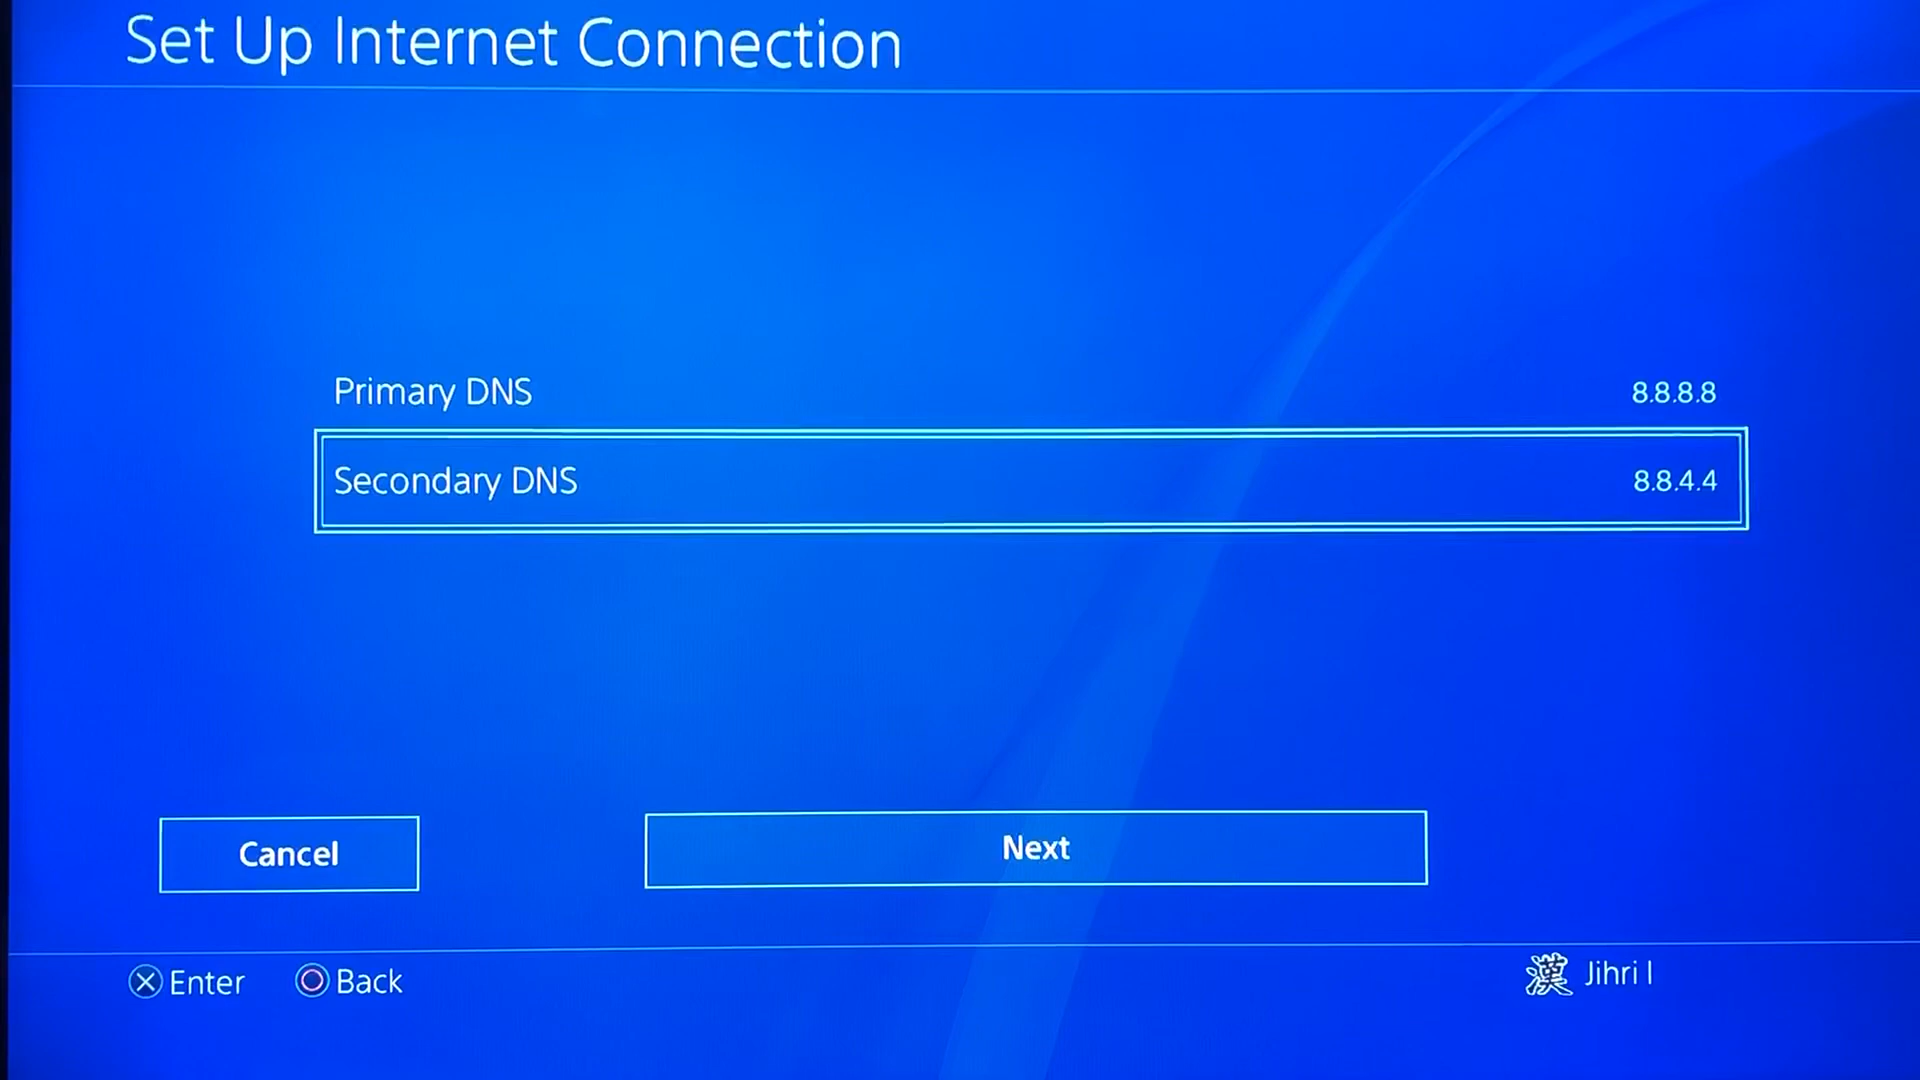 Set Up Internet Connection
Primary DNS 8.8.8.8
Secondary DNS 8.8.4.4
Cancel Next
Enter Back 漢 Jihri l